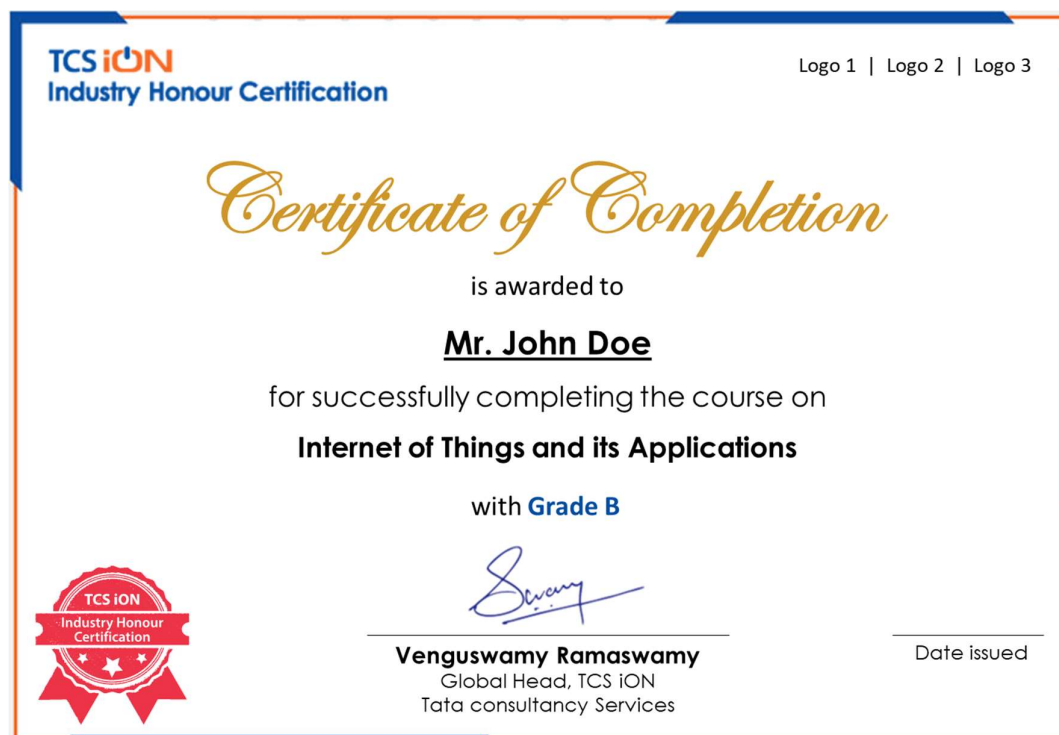 TCS iON
Industry Honour Certification
Logo 1 | Logo 2 | Logo 3
Certificate of Completion
is awarded to
Mr. John Doe
for successfully completing the course on
Internet of Things and its Applications
with Grade B
Swamy
TCS iON
Industry Honour
Certification
Venguswamy Ramaswamy
Global Head, TCS iON
Tata consultancy Services
Date issued